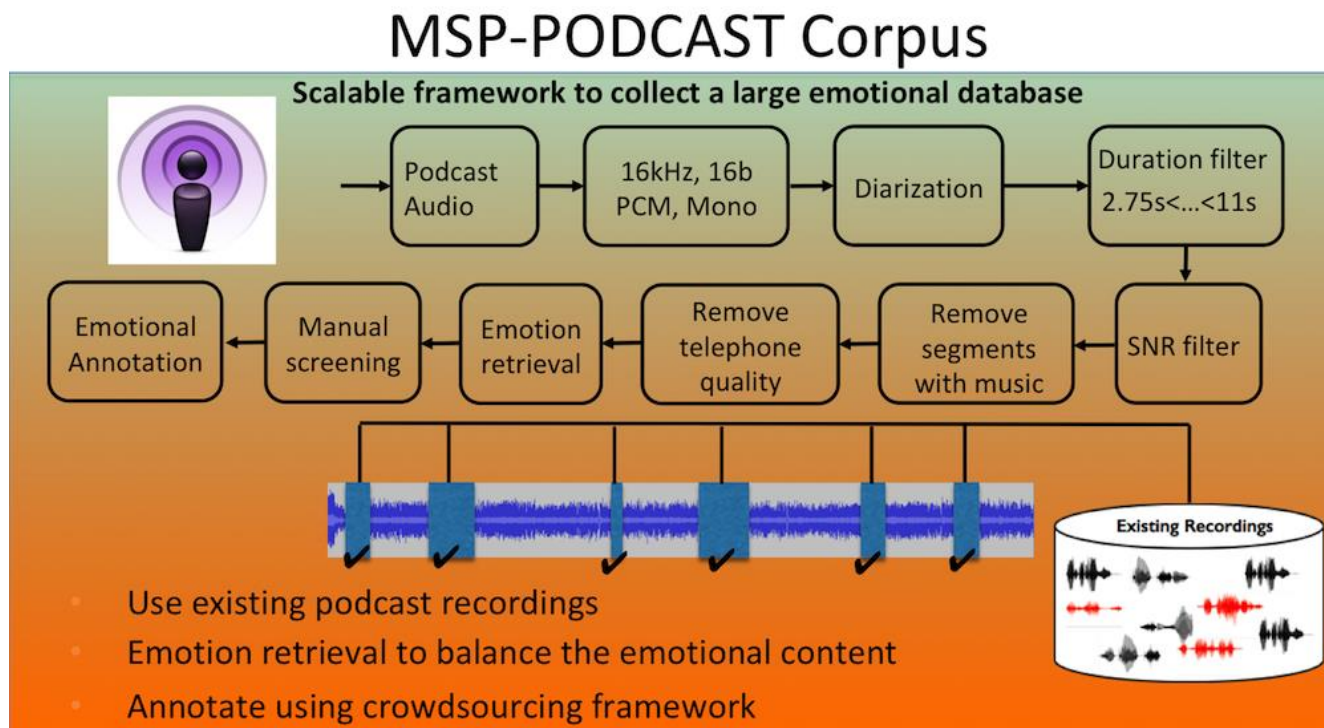 MSP-PODCAST Corpus
Scalable framework to collect a large emotional database
Podcast
Audio
16kHz, 16b
PCM, Mono
Diarization
Duration filter
2.75s<...<11s
Emotional
Annotation
Manual
screening
Emotion
retrieval
Remove
telephone
quality
Remove
segments
with music
SNR filter
Existing Recordings
• Use existing podcast recordings
• Emotion retrieval to balance the emotional content
• Annotate using crowdsourcing framework